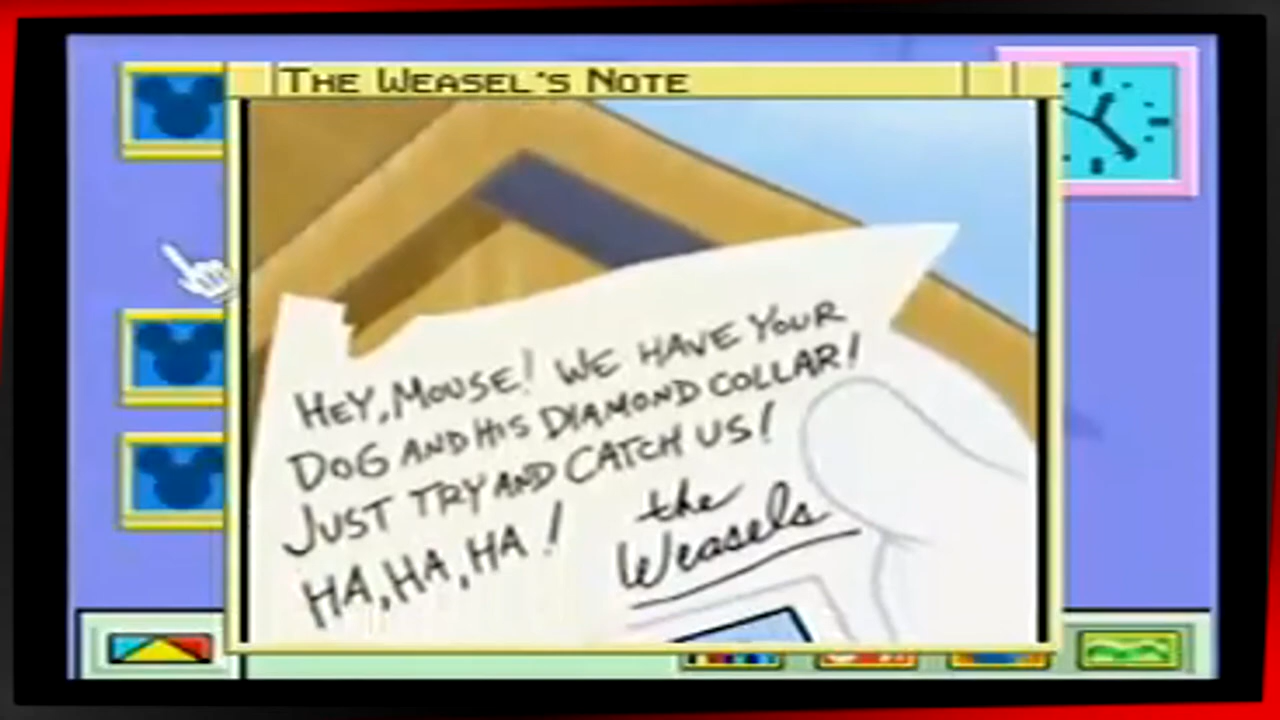 THE WEASEL'S NOTE
HEY, MOUSE! WE HAVE YOUR
DOG AND HIS DIAMOND COLLAR!
JUST TRY AND CATCH US!
HA, HA, HA!
the
Weasels